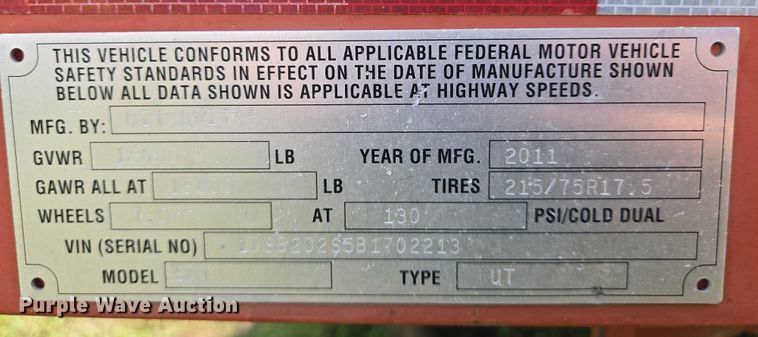 THIS VEHICLE CONFORMS TO ALL APPLICABLE FEDERAL MOTOR VEHICLE
SAFETY STANDARDS IN EFFECT ON THE DATE OF MANUFACTURE SHOWN
BELOW ALL DATA SHOWN IS APPLICABLE AT HIGHWAY SPEEDS.
MFG. BY:
GVWR LB YEAR OF MFG. 2011
GAWR ALL AT LB TIRES 215/75R17.5
WHEELS AT 130 PSI/COLD DUAL
VIN (SERIAL NO) 1DS202S5B1702213
MODEL TYPE UT
Purple Wave Auction